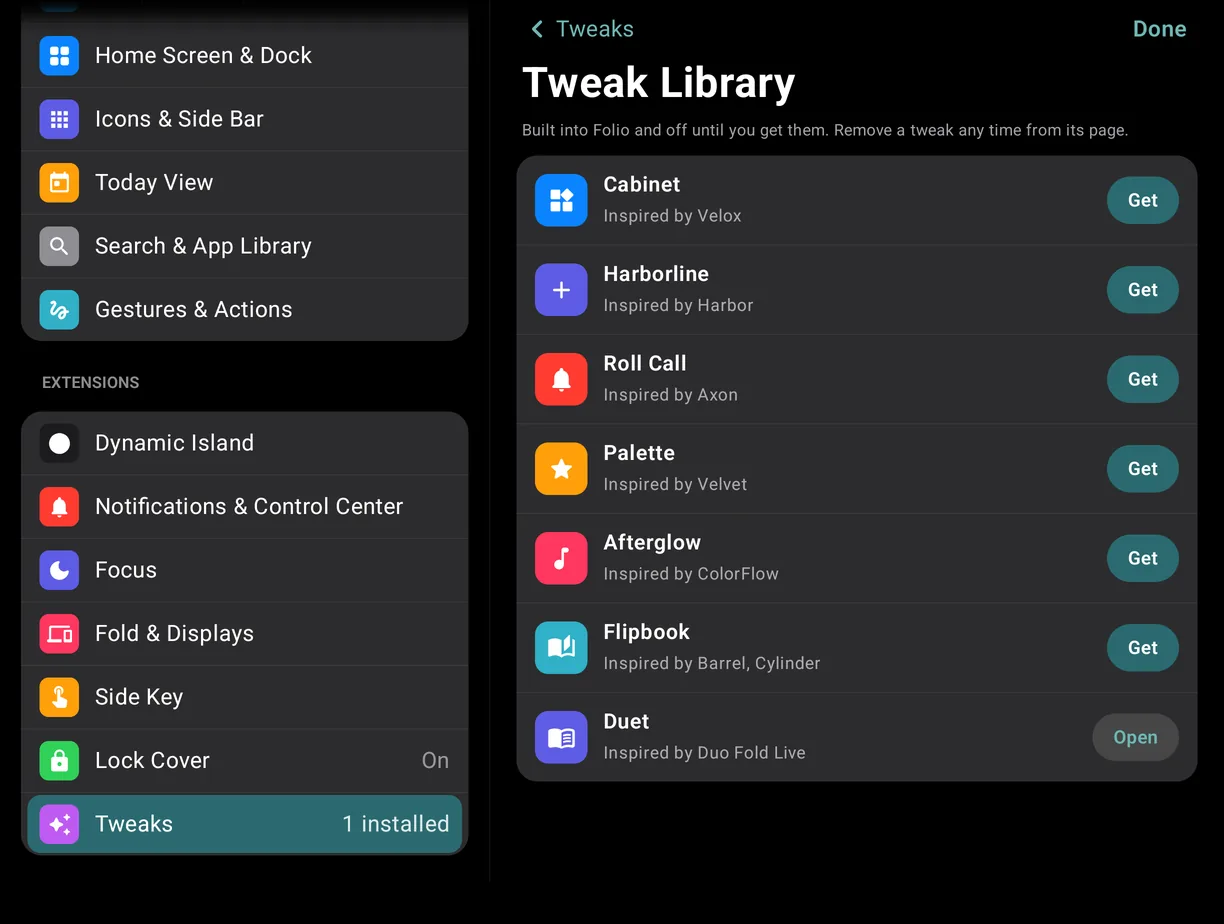 Home Screen & Dock
Icons & Side Bar
Today View
Search & App Library
Gestures & Actions
EXTENSIONS
Dynamic Island
Notifications & Control Center
Focus
Fold & Displays
Side Key
Lock Cover On
Tweaks 1 installed
Tweaks Done
Tweak Library
Built into Folio and off until you get them. Remove a tweak any time from its page.
Cabinet
Inspired by Velox
Get
Harborline
Inspired by Harbor
Get
Roll Call
Inspired by Axon
Get
Palette
Inspired by Velvet
Get
Afterglow
Inspired by ColorFlow
Get
Flipbook
Inspired by Barrel, Cylinder
Get
Duet
Inspired by Duo Fold Live
Open